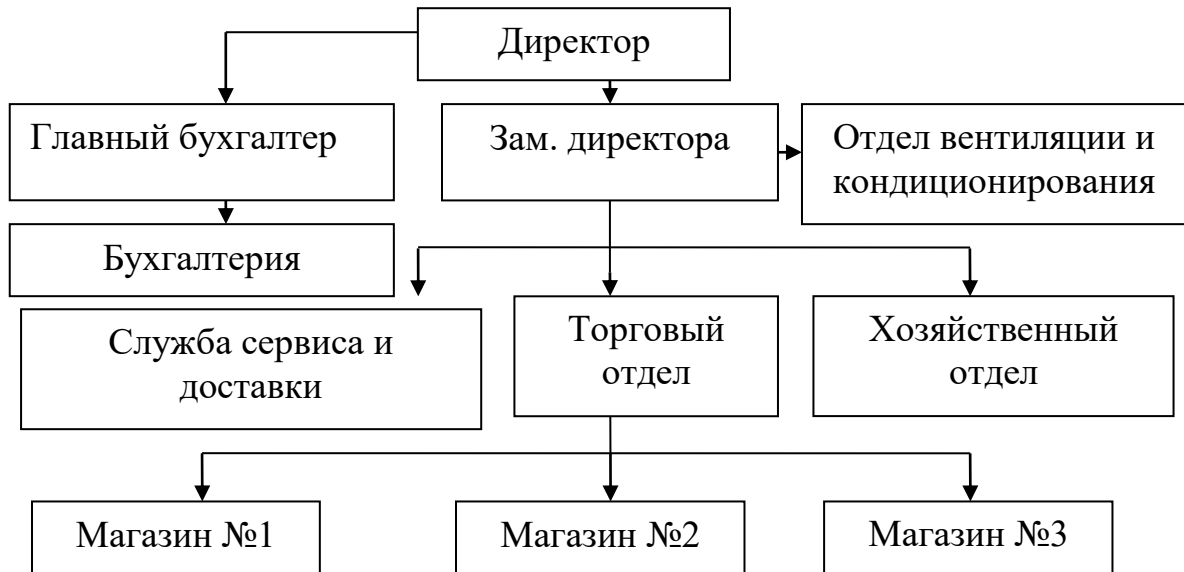 Директор
Главный бухгалтер
Зам. директора
Отдел вентиляции и
кондиционирования
Бухгалтерия
Служба сервиса и
доставки
Торговый
отдел
Хозяйственный
отдел
Магазин №1
Магазин №2
Магазин №3